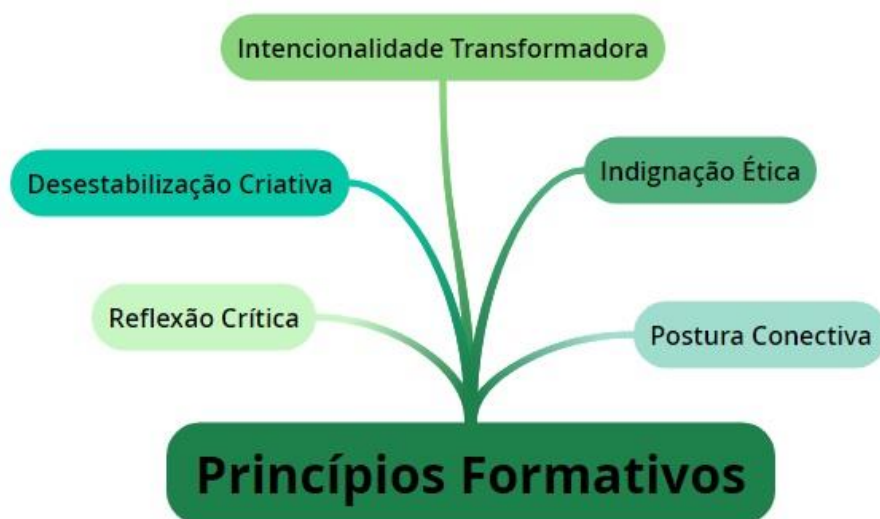 Intencionalidade Transformadora
Desestabilização Criativa
Indignação Ética
Reflexão Crítica
Postura Conectiva
Princípios Formativos